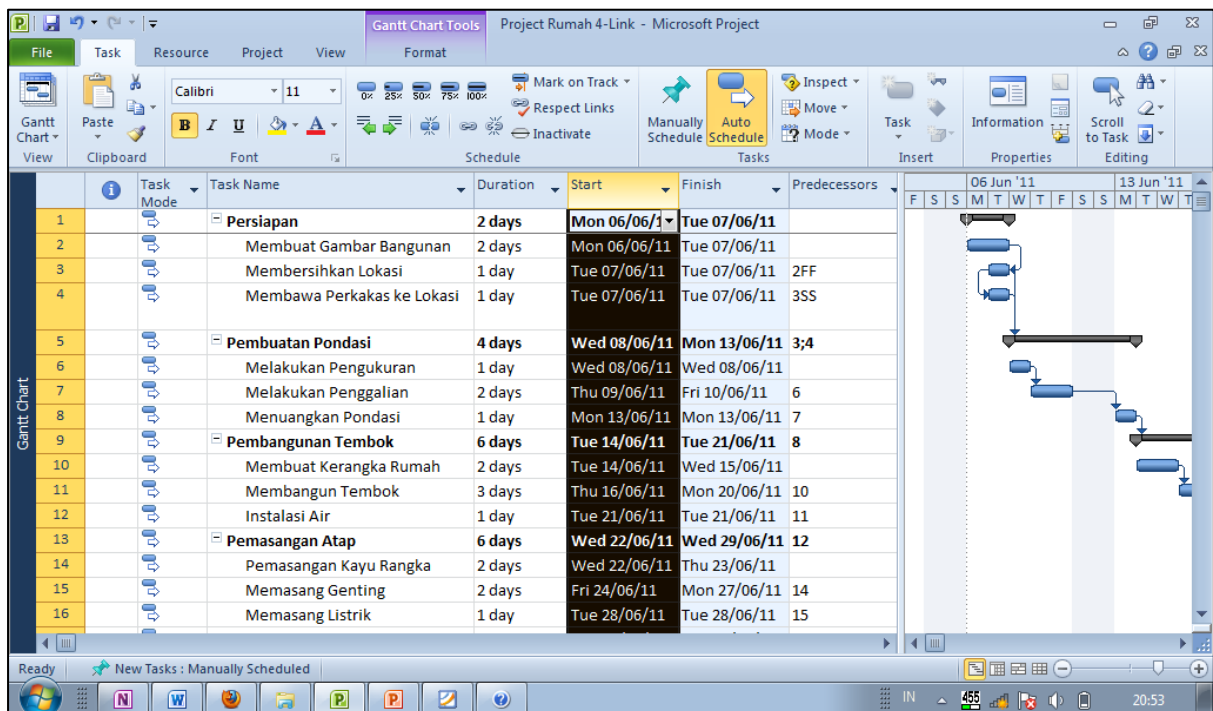 Gantt Chart Tools Project Rumah 4-Link - Microsoft Project
File Task Resource Project View Format
Calibri 11 0% 25% 50% 75% 100% Mark on Track Inspect
Respect Links Move
Gantt Chart Paste B I U A Inactivate Manually Schedule Auto Schedule Mode Task Information Scroll to Task
View Clipboard Font Schedule Tasks Insert Properties Editing
Task Mode Task Name Duration Start Finish Predecessors 06 Jun '11 13 Jun '11
F S S M T W T F S S M T W T
1 Persiapan 2 days Mon 06/06/1 Tue 07/06/11
2 Membuat Gambar Bangunan 2 days Mon 06/06/11 Tue 07/06/11
3 Membersihkan Lokasi 1 day Tue 07/06/11 Tue 07/06/11 2FF
4 Membawa Perkakas ke Lokasi 1 day Tue 07/06/11 Tue 07/06/11 3SS
5 Pembuatan Pondasi 4 days Wed 08/06/11 Mon 13/06/11 3;4
6 Melakukan Pengukuran 1 day Wed 08/06/11 Wed 08/06/11
7 Melakukan Penggalian 2 days Thu 09/06/11 Fri 10/06/11 6
8 Menuangkan Pondasi 1 day Mon 13/06/11 Mon 13/06/11 7
9 Pembangunan Tembok 6 days Tue 14/06/11 Tue 21/06/11 8
10 Membuat Kerangka Rumah 2 days Tue 14/06/11 Wed 15/06/11
11 Membangun Tembok 3 days Thu 16/06/11 Mon 20/06/11 10
12 Instalasi Air 1 day Tue 21/06/11 Tue 21/06/11 11
13 Pemasangan Atap 6 days Wed 22/06/11 Wed 29/06/11 12
14 Pemasangan Kayu Rangka 2 days Wed 22/06/11 Thu 23/06/11
15 Memasang Genting 2 days Fri 24/06/11 Mon 27/06/11 14
16 Memasang Listrik 1 day Tue 28/06/11 Tue 28/06/11 15
Gantt Chart
Ready New Tasks : Manually Scheduled
IN 455 20:53